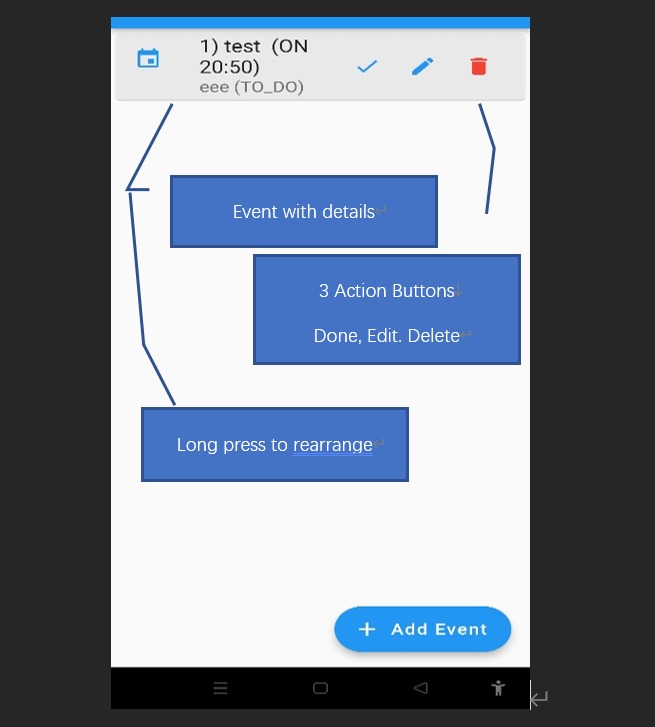 1) test (ON
20:50)
eee (TO_DO)
Event with details
3 Action Buttons
Done, Edit. Delete
Long press to rearrange
+ Add Event